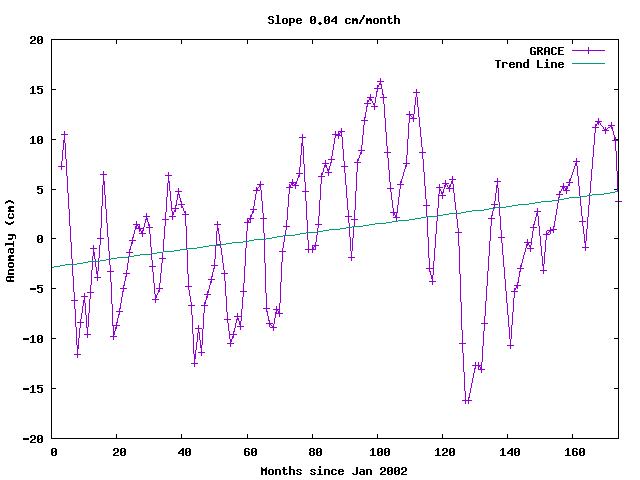 Slope 0.04 cm/month
GRACE
Trend Line
Anomaly (cm)
20
15
10
5
0
-5
-10
-15
-20
0 20 40 60 80 100 120 140 160
Months since Jan 2002